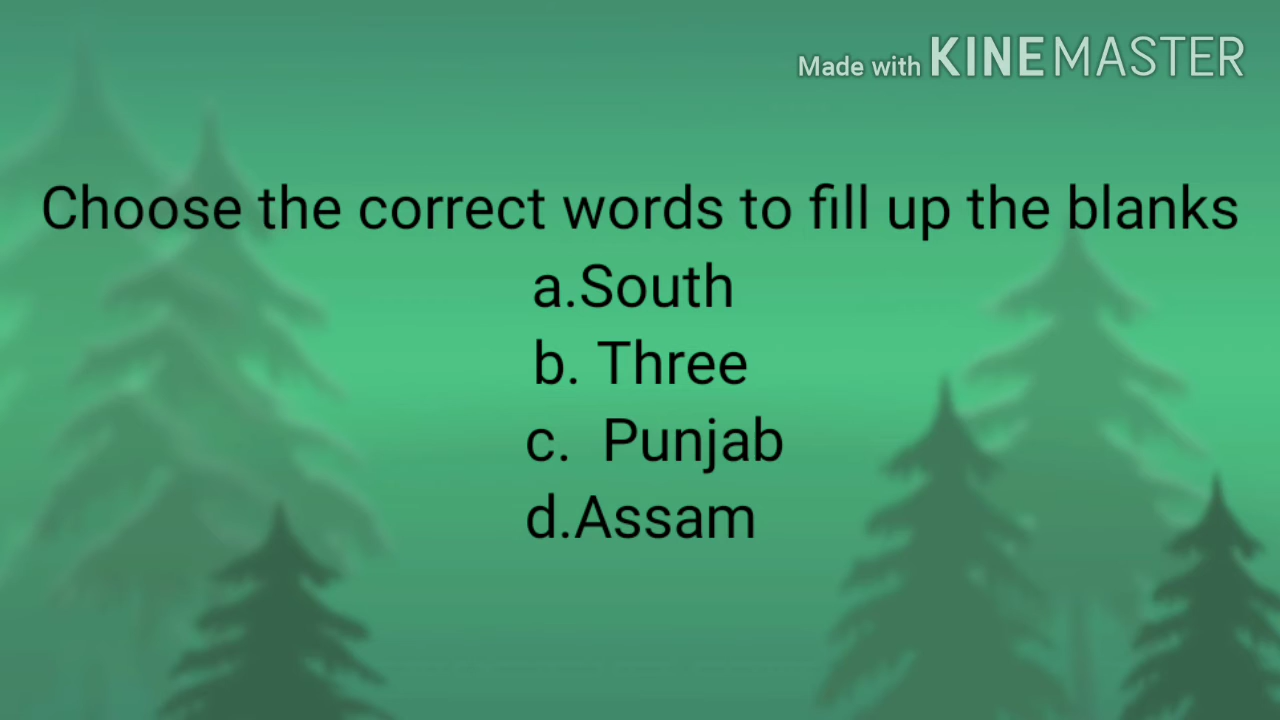 Made with KINEMASTER
Choose the correct words to fill up the blanks
a.South
b. Three
c. Punjab
d.Assam